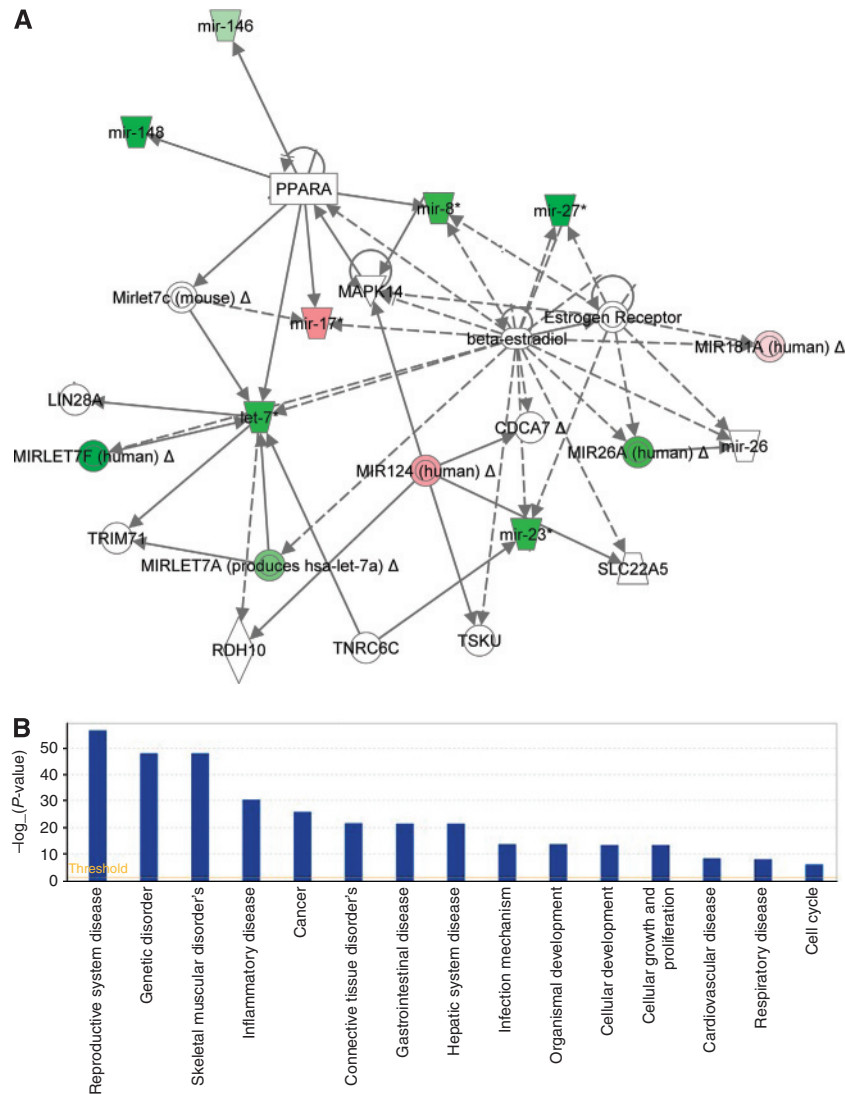 A
mir-146
mir-148
PPARA
mir-8*
mir-27*
Mirlet7c (mouse) Δ
MAPK14
mir-17*
Estrogen Receptor
beta-estradiol
MIR181A (human) Δ
LIN28A
let-7*
CDCA7 Δ
MIRLET7F (human) Δ
MIR124 (human) Δ
MIR26A (human) Δ
mir-26
TRIM71
mir-23*
MIRLET7A (produces hsa-let-7a) Δ
SLC22A5
RDH10
TNRC6C
TSKU
B
–log_(P-value)
50
40
30
20
10
0
Threshold
Reproductive system disease
Genetic disorder
Skeletal muscular disorder's
Inflammatory disease
Cancer
Connective tissue disorder's
Gastrointestinal disease
Hepatic system disease
Infection mechanism
Organismal development
Cellular development
Cellular growth and
proliferation
Cardiovascular disease
Respiratory disease
Cell cycle